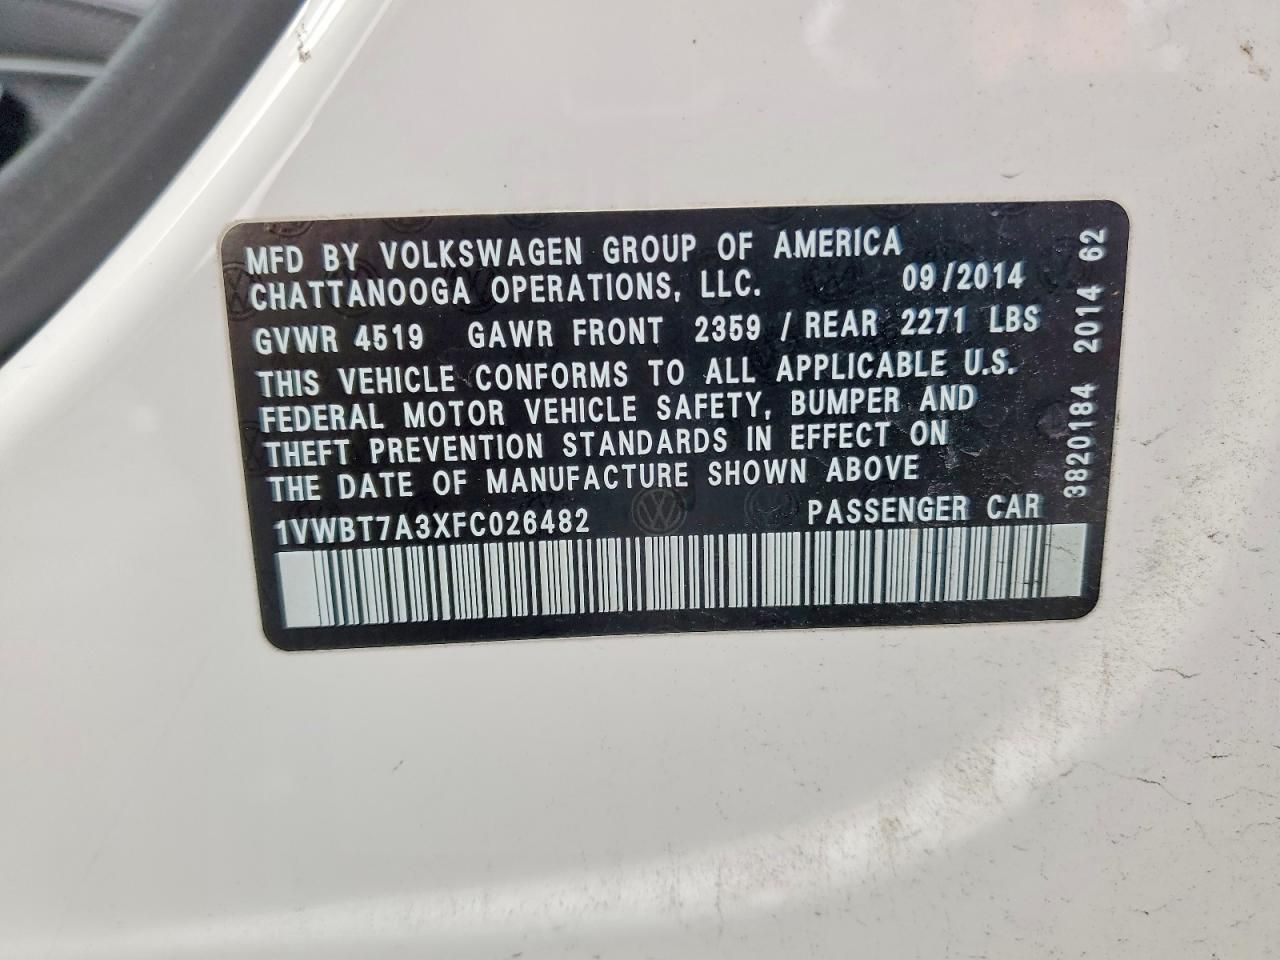 MFD BY VOLKSWAGEN GROUP OF AMERICA
CHATTANOOGA OPERATIONS, LLC. 09/2014
GVWR 4519 GAWR FRONT 2359 / REAR 2271 LBS
THIS VEHICLE CONFORMS TO ALL APPLICABLE U.S.
FEDERAL MOTOR VEHICLE SAFETY, BUMPER AND
THEFT PREVENTION STANDARDS IN EFFECT ON
THE DATE OF MANUFACTURE SHOWN ABOVE
1VWBT7A3XFC026482 PASSENGER CAR
3820184 2014 62